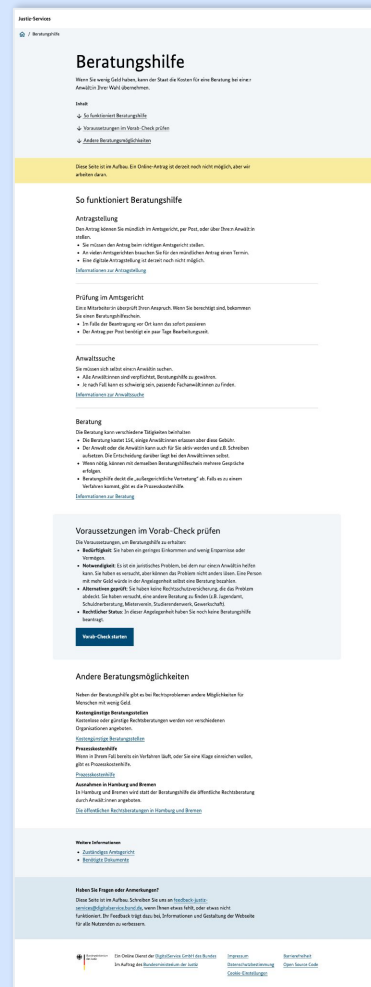 Justiz-Services
/ Beratungshilfe
Beratungshilfe
Wenn Sie wenig Geld haben, kann der Staat die Kosten für eine Beratung bei einer
Anwält:in Ihrer Wahl übernehmen.
Inhalt
↓ So funktioniert Beratungshilfe
↓ Voraussetzungen im Vorab-Check prüfen
↓ Andere Beratungsmöglichkeiten
Diese Seite ist im Aufbau. Ein Online-Antrag ist derzeit noch nicht möglich, aber wir
arbeiten daran.
So funktioniert Beratungshilfe
Antragstellung
Den Antrag können Sie mündlich im Amtsgericht, per Post, oder über Ihre:n Anwält:in
stellen.
• Sie müssen den Antrag beim richtigen Amtsgericht stellen.
• An vielen Amtsgerichten brauchen Sie für den mündlichen Antrag einen Termin.
• Eine digitale Antragstellung ist derzeit noch nicht möglich.
Informationen zur Antragstellung
Prüfung im Amtsgericht
Ein:e Mitarbeiter:in überprüft Ihren Anspruch. Wenn Sie berechtigt sind, bekommen
Sie einen Beratungshilfeschein.
• Im Falle der Beantragung vor Ort kann das sofort passieren
• Der Antrag per Post benötigt ein paar Tage Bearbeitungszeit.
Anwaltssuche
Sie müssen sich selbst eine:n Anwält:in suchen.
• Alle Anwält:innen sind verpflichtet, Beratungshilfe zu gewähren.
• Je nach Fall kann es schwierig sein, passende Fachanwält:innen zu finden.
Informationen zur Anwaltssuche
Beratung
Die Beratung kann verschiedene Tätigkeiten beinhalten
• Die Beratung kostet 15€, einige Anwält:innen erlassen aber diese Gebühr.
• Der Anwalt oder die Anwältin kann auch für Sie aktiv werden und z.B. Schreiben
aufsetzen. Die Entscheidung darüber liegt bei den Anwält:innen selbst.
• Wenn nötig, können mit demselben Beratungshilfeschein mehrere Gespräche
erfolgen.
• Beratungshilfe deckt die „außergerichtliche Vertretung" ab. Falls es zu einem
Verfahren kommt, gibt es die Prozesskostenhilfe.
Informationen zur Beratung
Voraussetzungen im Vorab-Check prüfen
Die Voraussetzungen, um Beratungshilfe zu erhalten:
• Bedürftigkeit: Sie haben ein geringes Einkommen und wenig Ersparnisse oder
Vermögen.
• Notwendigkeit: Es ist ein juristisches Problem, bei dem nur ein:e Anwält:in helfen
kann. Sie haben es versucht, aber können das Problem nicht anders lösen. Eine Person
mit mehr Geld würde in der Angelegenheit selbst eine Beratung bezahlen.
• Alternativen geprüft: Sie haben keine Rechtsschutzversicherung, die das Problem
abdeckt. Sie haben versucht, eine andere Beratung zu finden (z.B. Jugendamt,
Schuldnerberatung, Mieterverein, Studierendenwerk, Gewerkschaft).
• Rechtlicher Status: In dieser Angelegenheit haben Sie noch keine Beratungshilfe
beantragt.
Vorab-Check starten
Andere Beratungsmöglichkeiten
Neben der Beratungshilfe gibt es bei Rechtsproblemen andere Möglichkeiten für
Menschen mit wenig Geld.
Kostengünstige Beratungsstellen
Kostenlose oder günstige Rechtsberatungen werden von verschiedenen
Organisationen angeboten.
Kostengünstige Beratungsstellen
Prozesskostenhilfe
Wenn in Ihrem Fall bereits ein Verfahren läuft, oder Sie eine Klage einreichen wollen,
gibt es Prozesskostenhilfe.
Prozesskostenhilfe
Ausnahmen in Hamburg und Bremen
In Hamburg und Bremen wird statt der Beratungshilfe die öffentliche Rechtsberatung
durch Anwält:innen angeboten.
Die öffentlichen Rechtsberatungen in Hamburg und Bremen
Weitere Informationen
• Zuständiges Amtsgericht
• Benötigte Dokumente
Haben Sie Fragen oder Anmerkungen?
Diese Seite ist im Aufbau. Schreiben Sie uns an feedback-justiz-
services@digitalservice.bund.de, wenn Ihnen etwas fehlt, oder etwas nicht
funktioniert. Ihr Feedback trägt dazu bei, Informationen und Gestaltung der Webseite
für alle Nutzenden zu verbessern.
Ein Online-Dienst der DigitalService GmbH des Bundes
Im Auftrag des Bundesministerium der Justiz
Impressum
Datenschutzbestimmung
Cookie-Einstellungen
Barrierefreiheit
Open Source Code